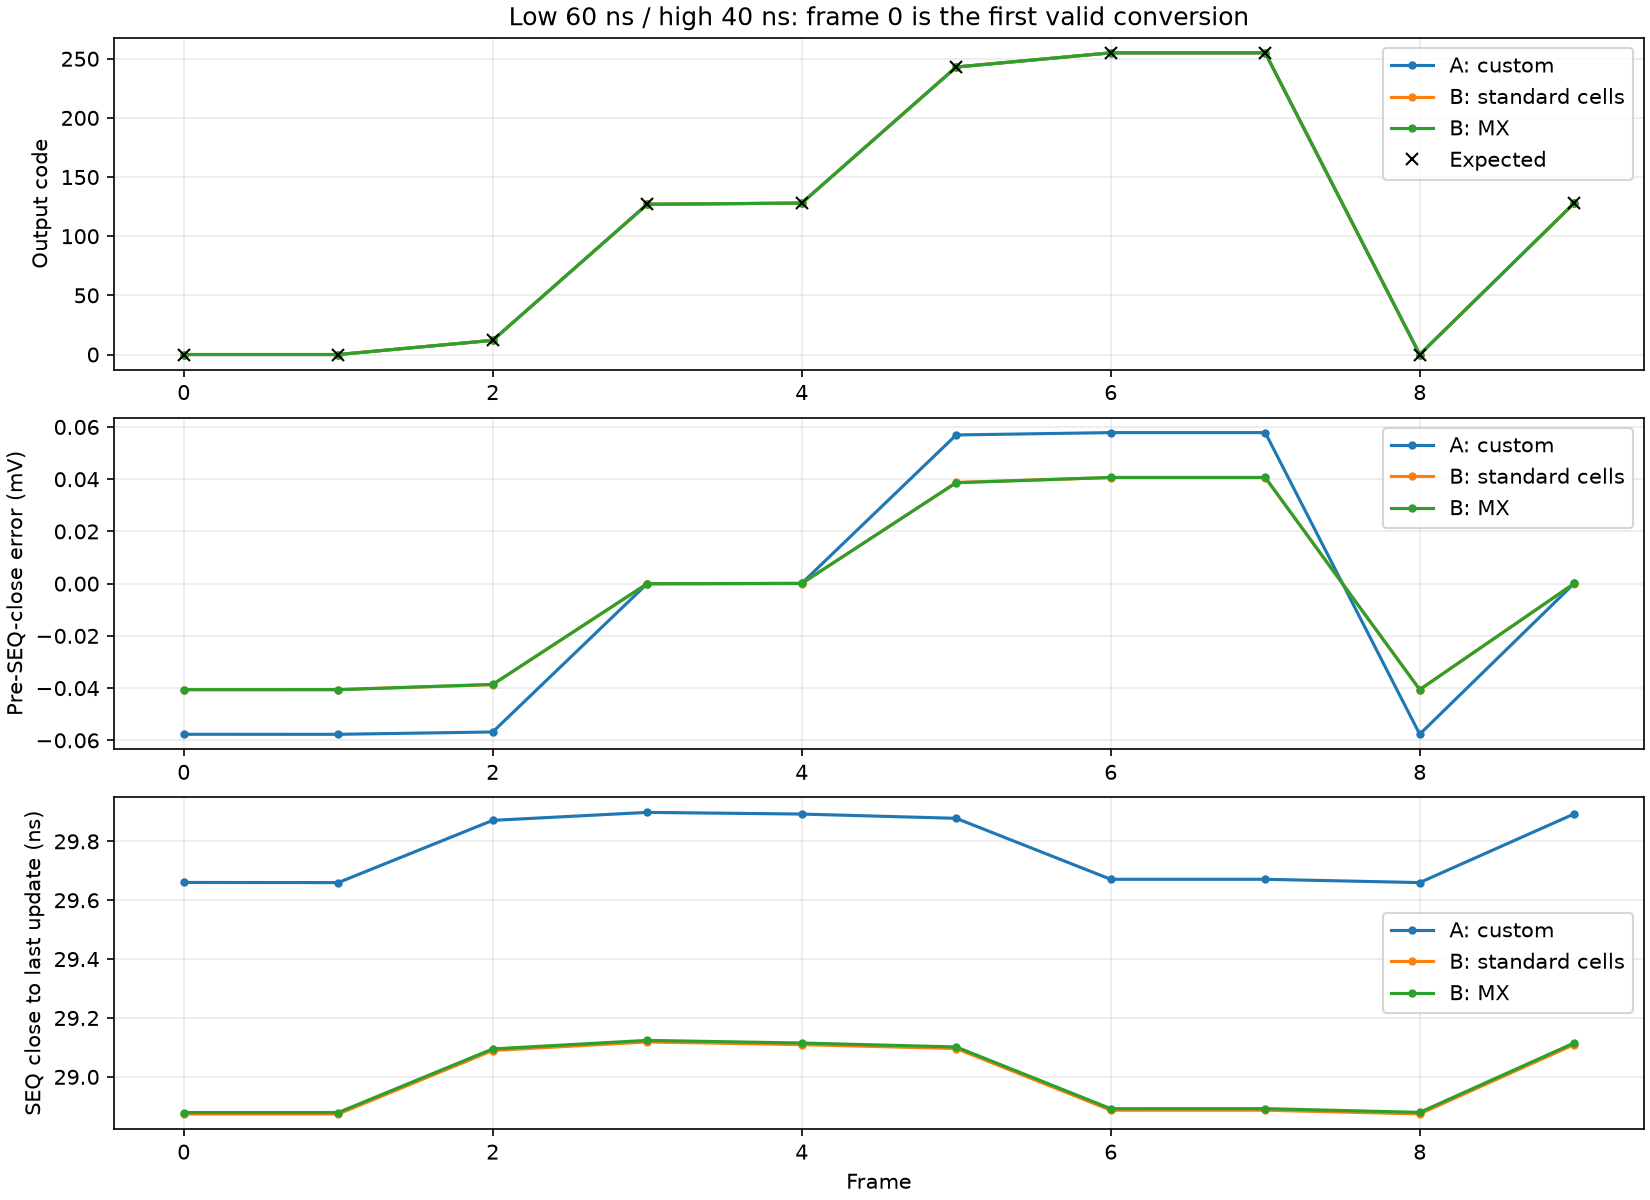 Low 60 ns / high 40 ns: frame 0 is the first valid conversion
Output code
250
200
150
100
50
0
0 2 4 6 8
A: custom
B: standard cells
B: MX
Expected
Pre-SEQ-close error (mV)
0.06
0.04
0.02
0.00
−0.02
−0.04
−0.06
0 2 4 6 8
A: custom
B: standard cells
B: MX
SEQ close to last update (ns)
29.8
29.6
29.4
29.2
29.0
0 2 4 6 8
A: custom
B: standard cells
B: MX
Frame